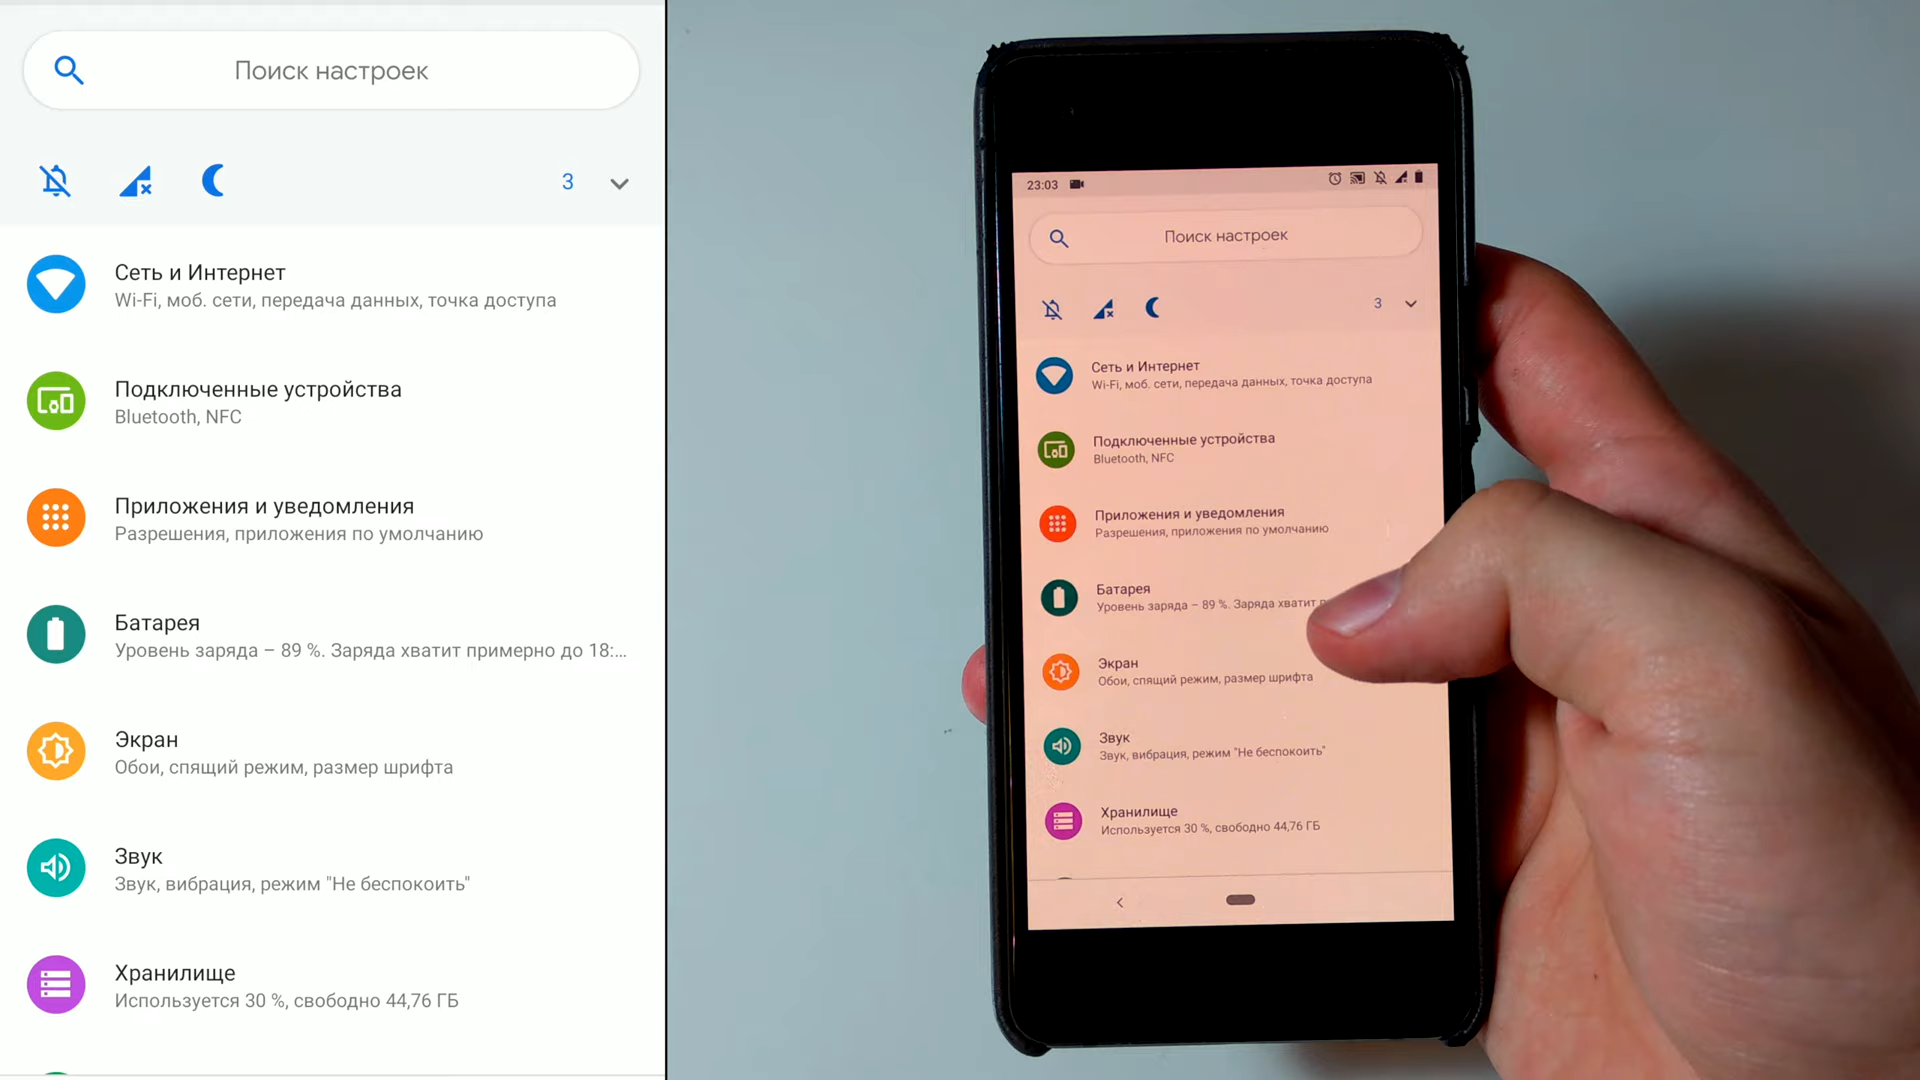 Поиск настроек
3
Сеть и Интернет
Wi-Fi, моб. сети, передача данных, точка доступа
Подключенные устройства
Bluetooth, NFC
Приложения и уведомления
Разрешения, приложения по умолчанию
Батарея
Уровень заряда – 89 %. Заряда хватит примерно до 18:...
Экран
Обои, спящий режим, размер шрифта
Звук
Звук, вибрация, режим "Не беспокоить"
Хранилище
Используется 30 %, свободно 44,76 ГБ
23:03
Поиск настроек
3
Сеть и Интернет
Wi-Fi, моб. сети, передача данных, точка доступа
Подключенные устройства
Bluetooth, NFC
Приложения и уведомления
Разрешения, приложения по умолчанию
Батарея
Уровень заряда – 89 %. Заряда хватит
Экран
Обои, спящий режим, размер шрифта
Звук
Звук, вибрация, режим "Не беспокоить"
Хранилище
Используется 30 %, свободно 44,76 ГБ